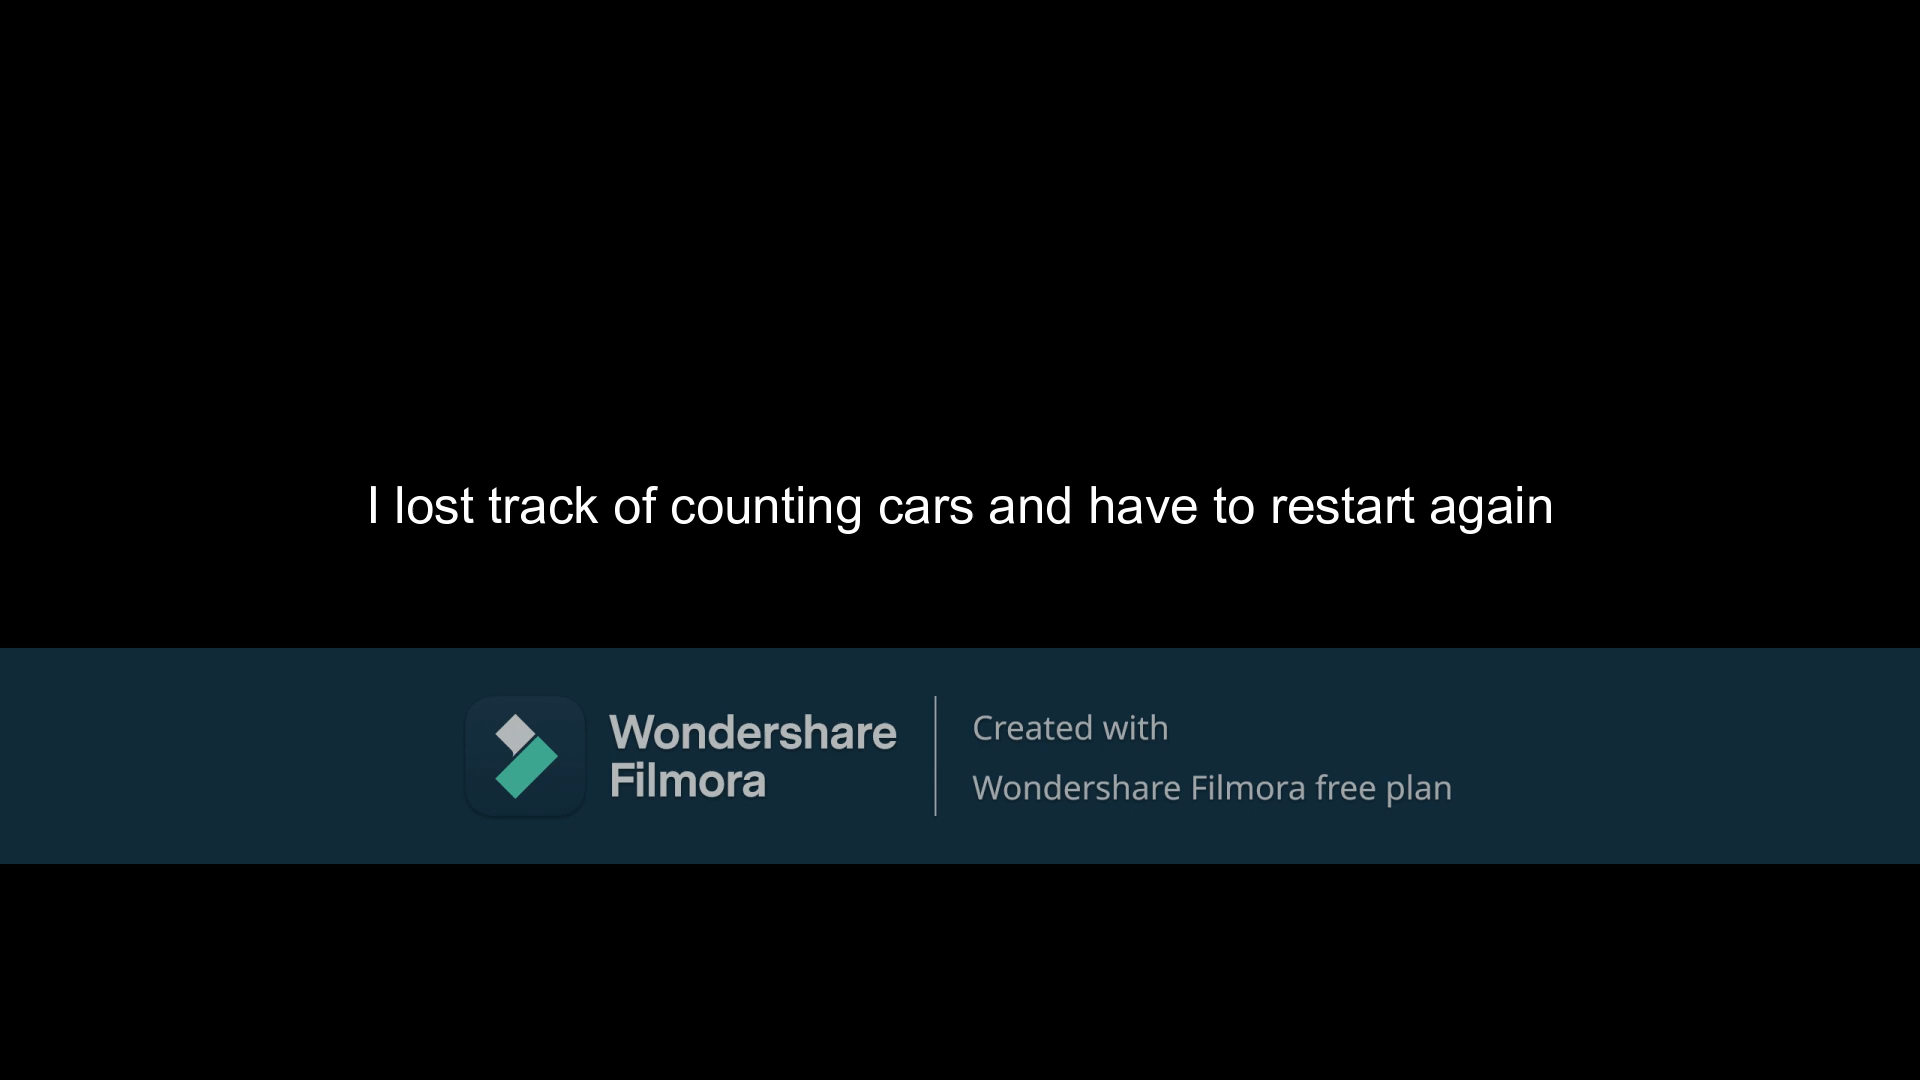 I lost track of counting cars and have to restart again
Wondershare
Filmora
Created with
Wondershare Filmora free plan